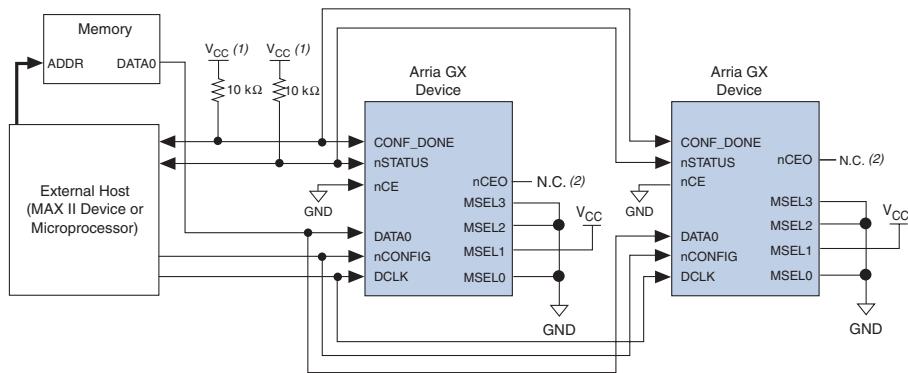 Memory
ADDR DATA0
VCC (1) VCC (1)
10 kΩ 10 kΩ
External Host
(MAX II Device or
Microprocessor)
Arria GX
Device
CONF_DONE
nSTATUS
nCE
GND
nCEO N.C. (2)
MSEL3
MSEL2
MSEL1
MSEL0
VCC
GND
DATA0
nCONFIG
DCLK
Arria GX
Device
CONF_DONE
nSTATUS
nCE
GND
nCEO N.C. (2)
MSEL3
MSEL2
MSEL1
MSEL0
VCC
GND
DATA0
nCONFIG
DCLK